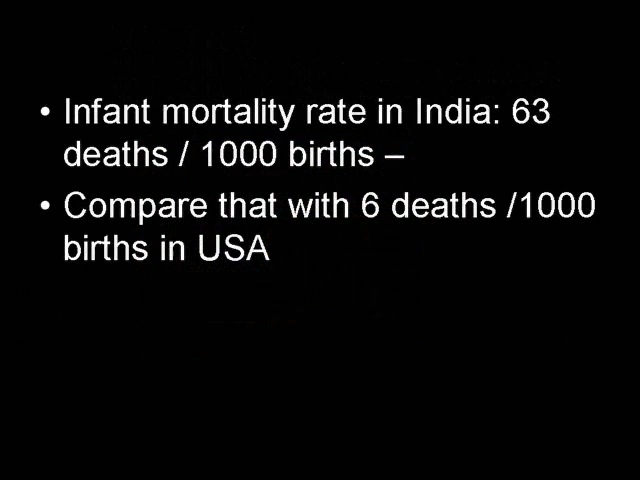 • Infant mortality rate in India: 63
deaths / 1000 births –
• Compare that with 6 deaths /1000
births in USA